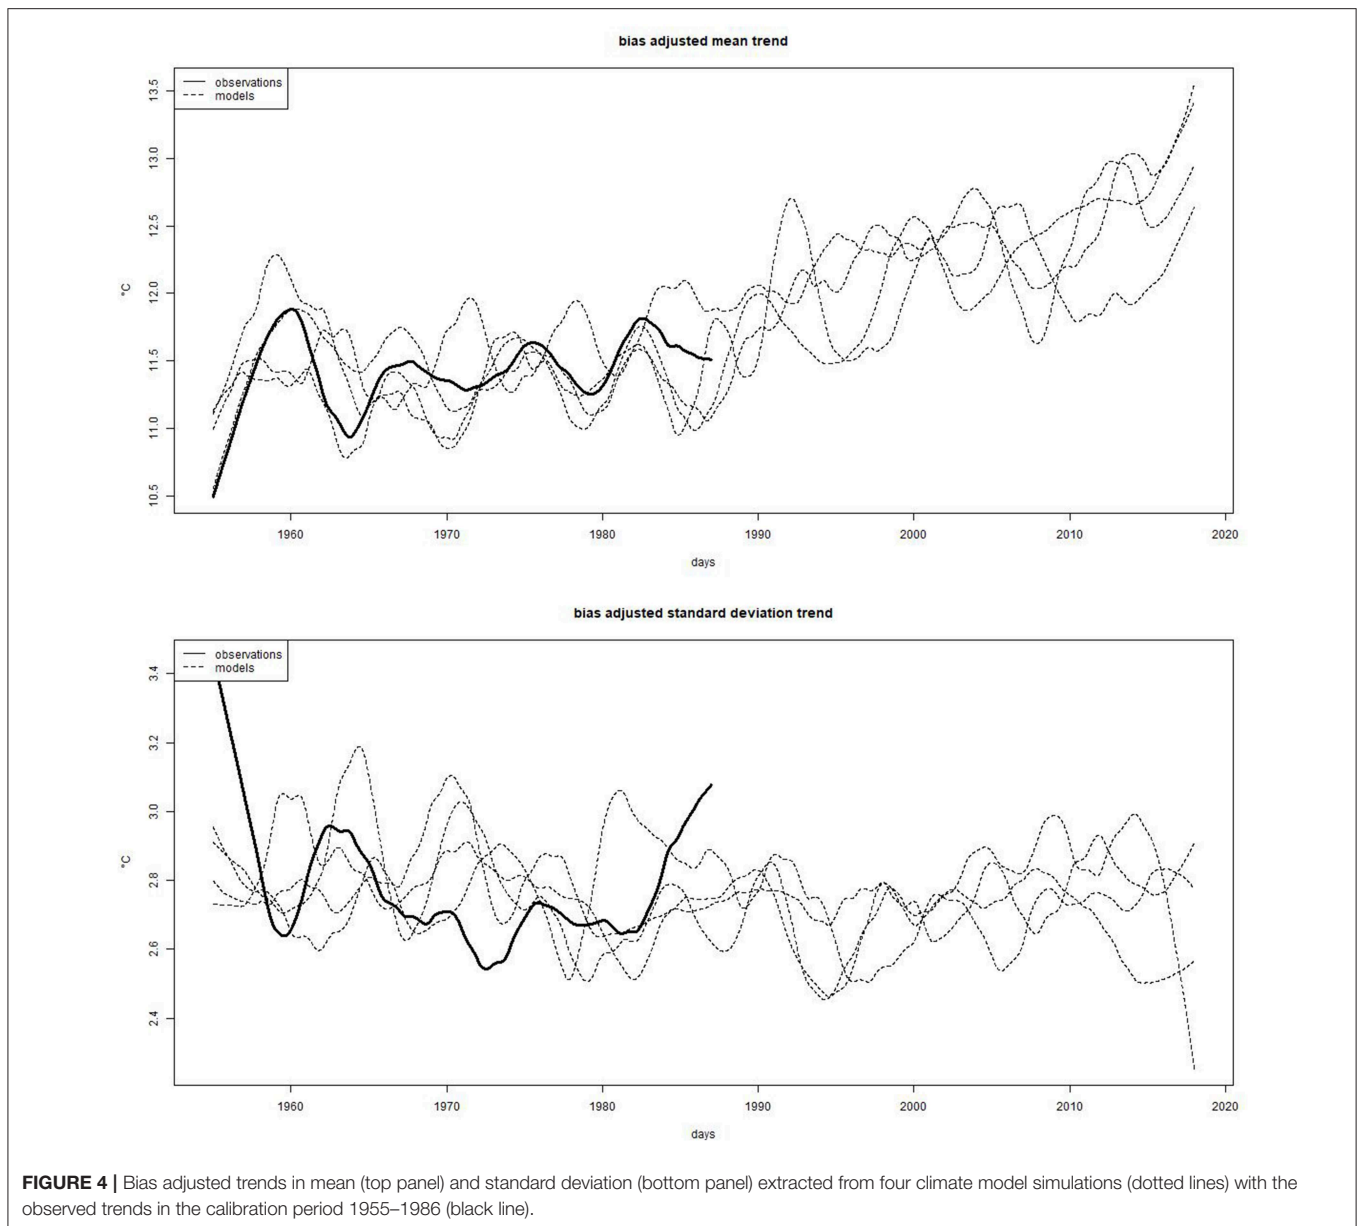 bias adjusted mean trend
observations
models
13.5
13.0
12.5
12.0
11.5
11.0
10.5
°C
1960 1970 1980 1990 2000 2010 2020
days
bias adjusted standard deviation trend
observations
models
3.4
3.2
3.0
2.8
2.6
2.4
°C
1960 1970 1980 1990 2000 2010 2020
days
FIGURE 4 | Bias adjusted trends in mean (top panel) and standard deviation (bottom panel) extracted from four climate model simulations (dotted lines) with the
observed trends in the calibration period 1955–1986 (black line).